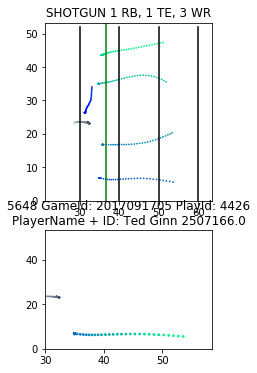 SHOTGUN 1 RB, 1 TE, 3 WR
50
40
30
20
10
0
30 40 50 60
5648 GameId: 2017091705 PlayId: 4426
PlayerName + ID: Ted Ginn 2507166.0
40
20
0
30 40 50